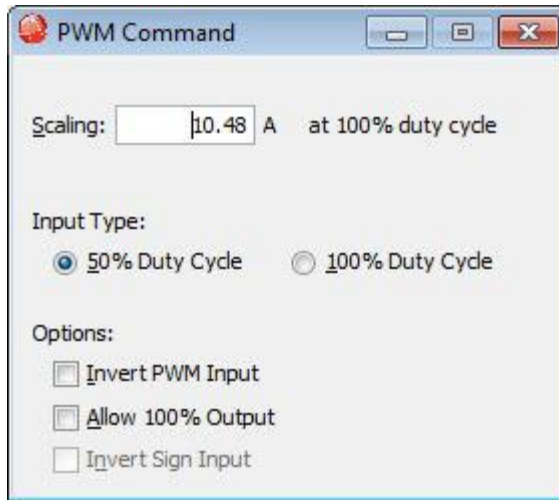 PWM Command
Scaling: 10.48 A at 100% duty cycle
Input Type:
50% Duty Cycle 100% Duty Cycle
Options:
Invert PWM Input
Allow 100% Output
Invert Sign Input